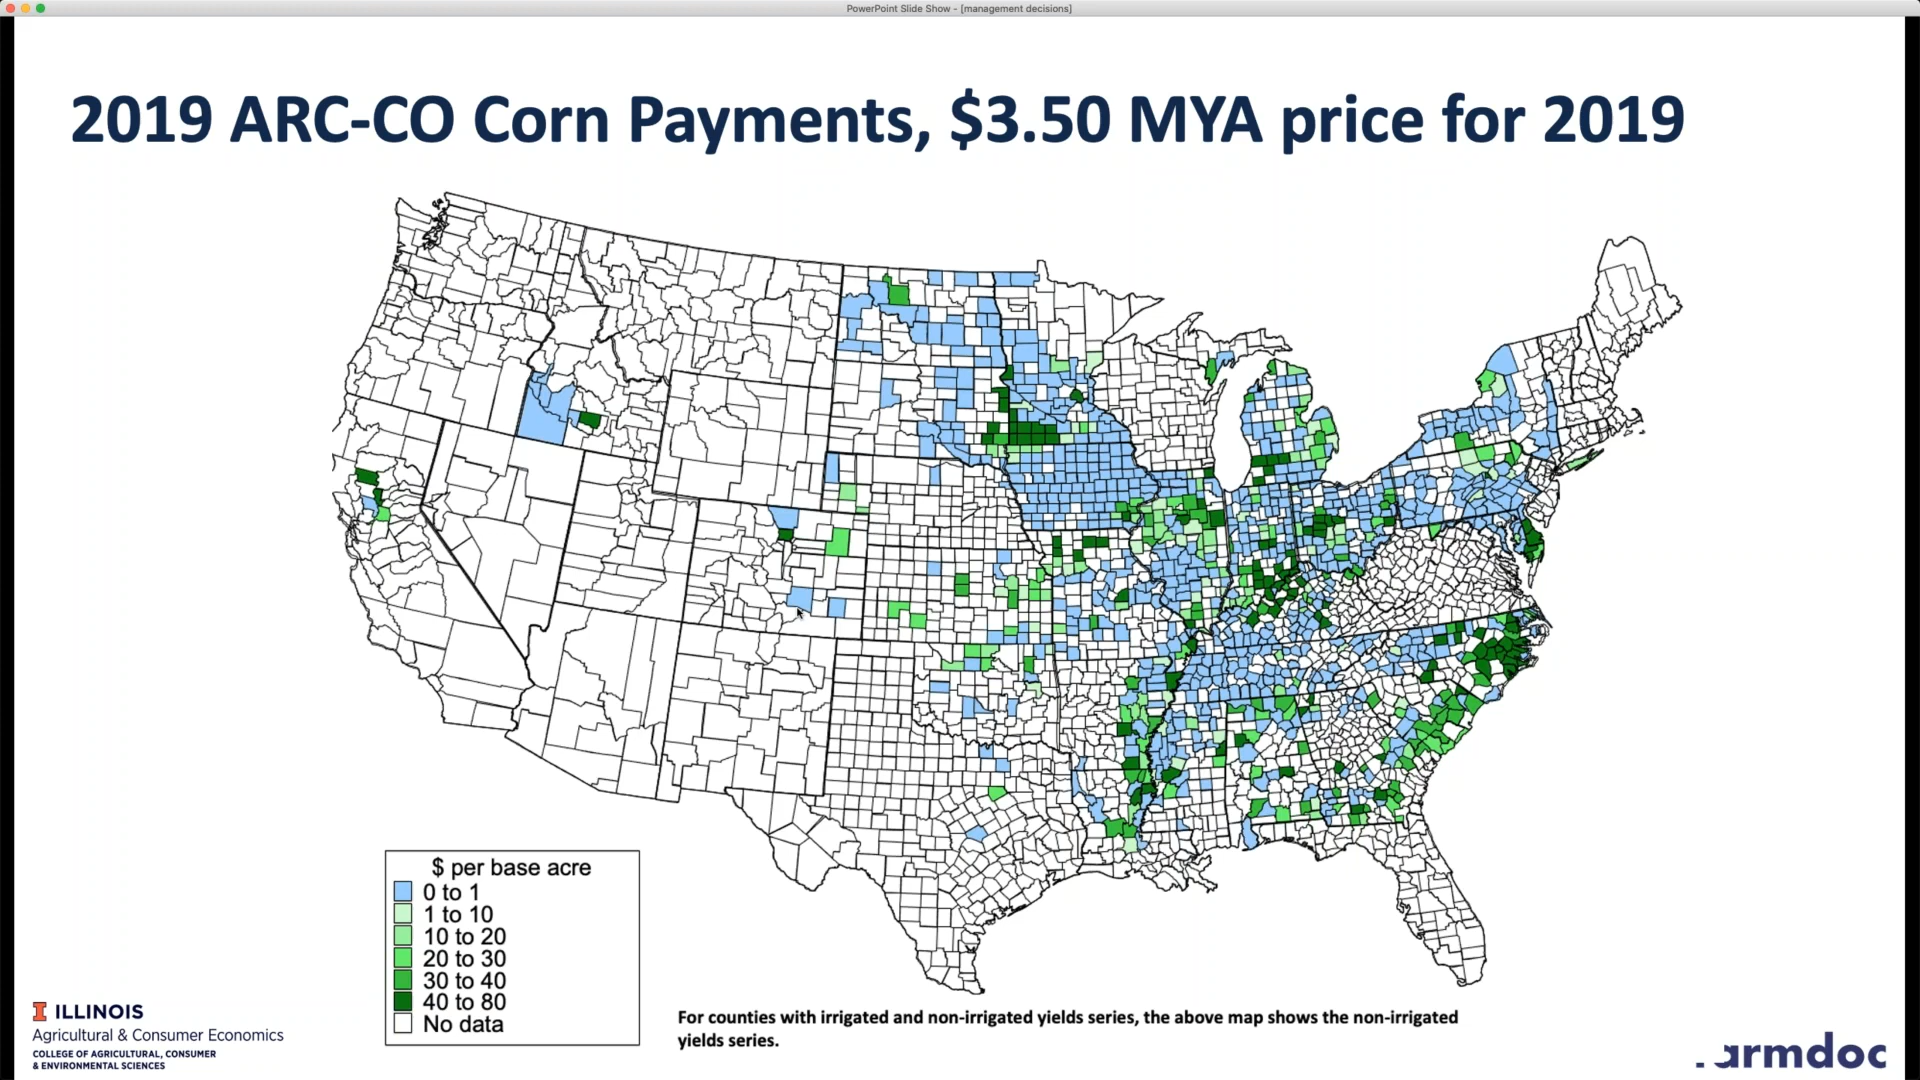 PowerPoint Slide Show - [management decisions]
2019 ARC-CO Corn Payments, $3.50 MYA price for 2019
$ per base acre
0 to 1
1 to 10
10 to 20
20 to 30
30 to 40
40 to 80
No data
For counties with irrigated and non-irrigated yields series, the above map shows the non-irrigated
yields series.
I ILLINOIS
Agricultural & Consumer Economics
COLLEGE OF AGRICULTURAL, CONSUMER
& ENVIRONMENTAL SCIENCES
armdoc